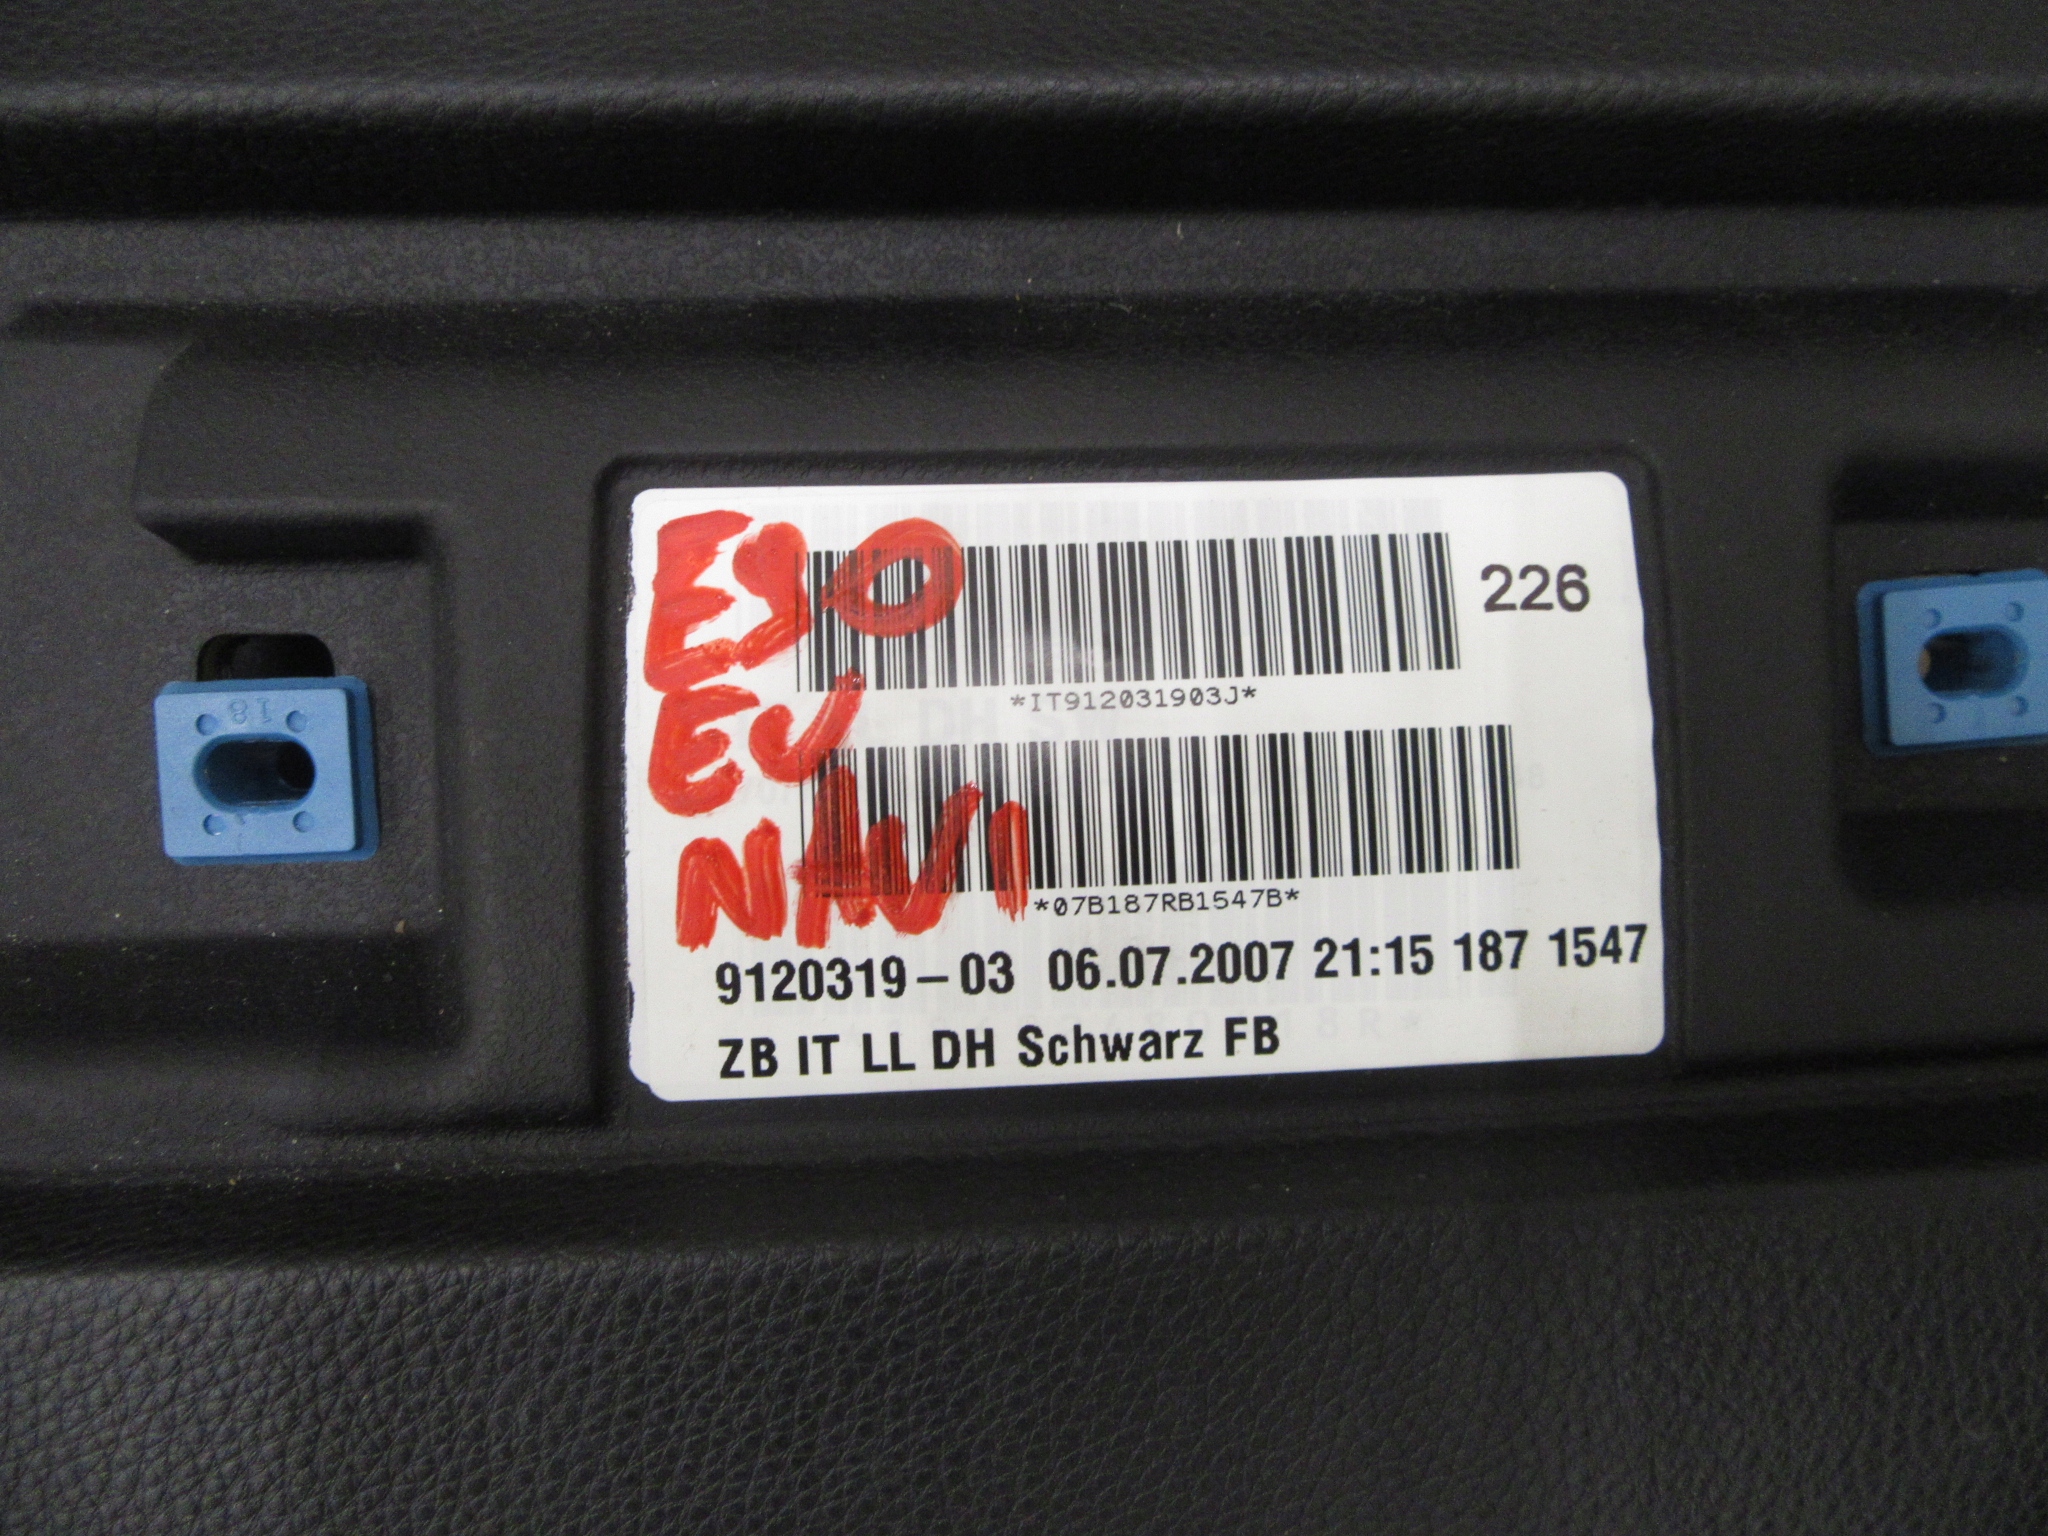 E90
EU
NAVI
226
*IT912031903J*
*07B187RB1547B*
9120319-03 06.07.2007 21:15 187 1547
ZB IT LL DH Schwarz FB
18